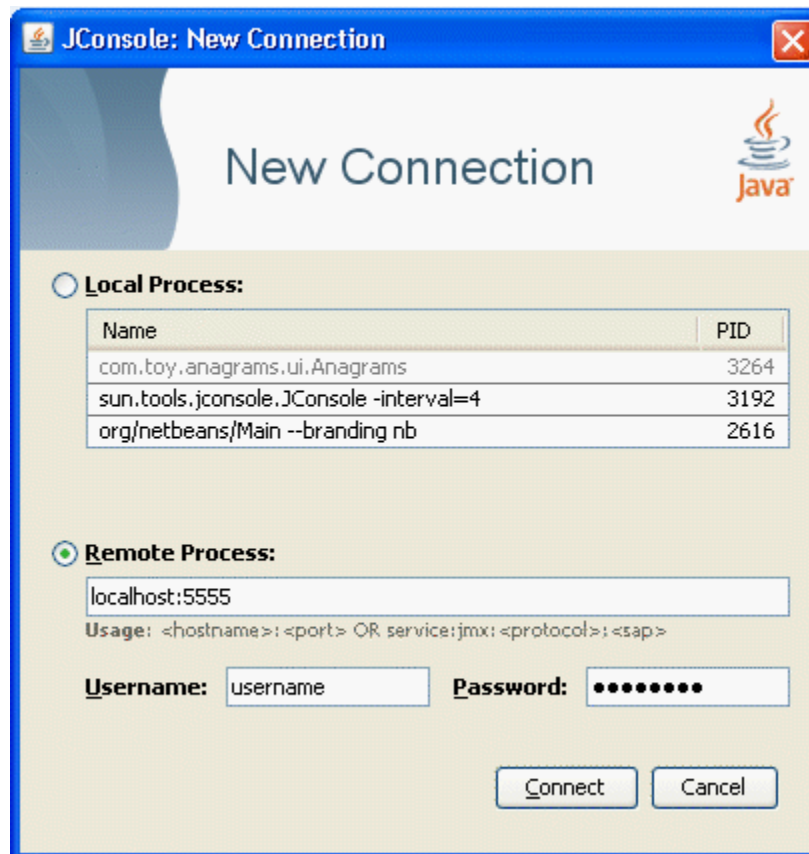 JConsole: New Connection
New Connection
Java
Local Process:
Name PID
com.toy.anagrams.ui.Anagrams 3264
sun.tools.jconsole.JConsole -interval=4 3192
org/netbeans/Main --branding nb 2616
Remote Process:
localhost:5555
Usage: <hostname>:<port> OR service:jmx:<protocol>:<sap>
Username: username Password: ●●●●●●●●
Connect Cancel